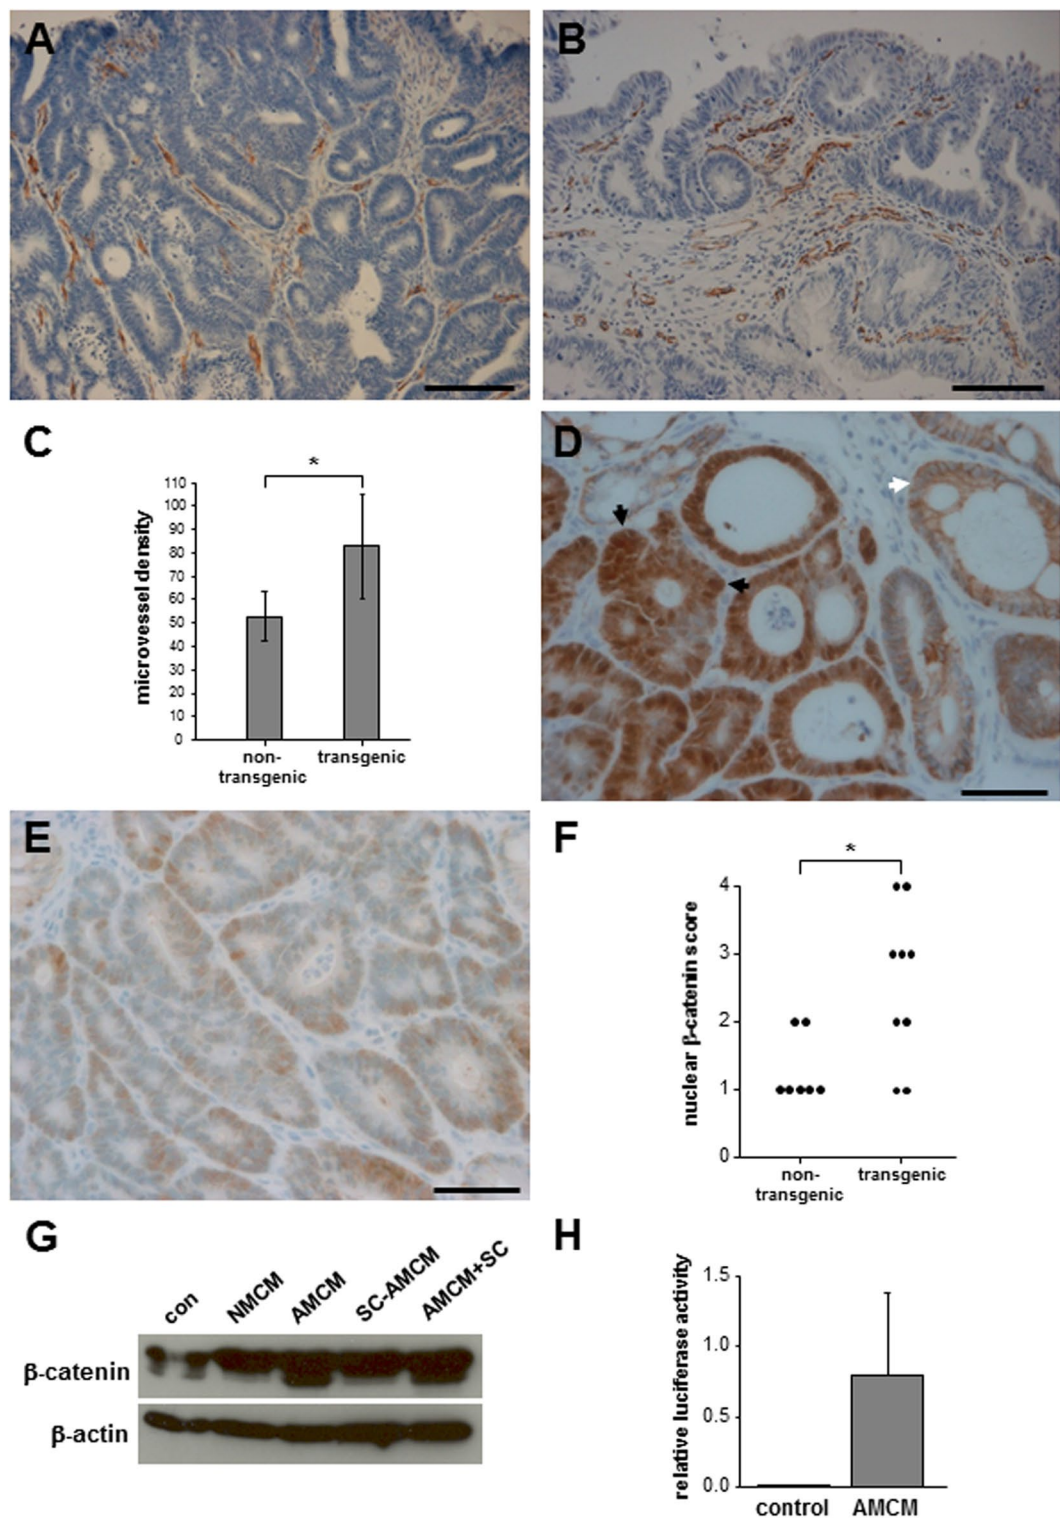 A
B
C
*
microvessel density
110
100
90
80
70
60
50
40
30
20
10
0
non-
transgenic
transgenic
D
E
F
*
nuclear β-catenin score
4
3
2
1
0
non-
transgenic
transgenic
G
con
NMCM
AMCM
SC-AMCM
AMCM+SC
β-catenin
β-actin
H
relative luciferase activity
1.5
1.0
0.5
0.0
control
AMCM